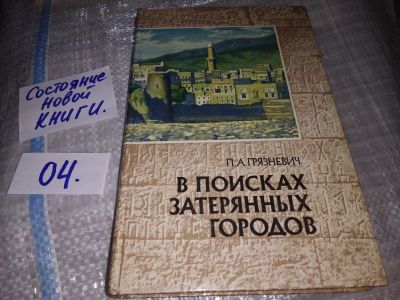 Состояние
новой
книги.
04.
П.А.ГРЯЗНЕВИЧ
В ПОИСКАХ
ЗАТЕРЯННЫХ
ГОРОДОВ